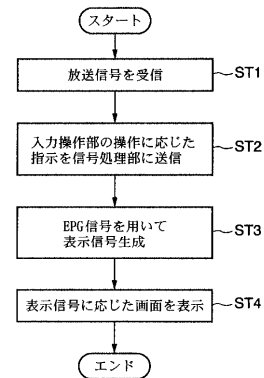 スタート
放送信号を受信
ST1
入力操作部の操作に応じた
指示を信号処理部に送信
ST2
EPG信号を用いて
表示信号生成
ST3
表示信号に応じた画面を表示
ST4
エンド